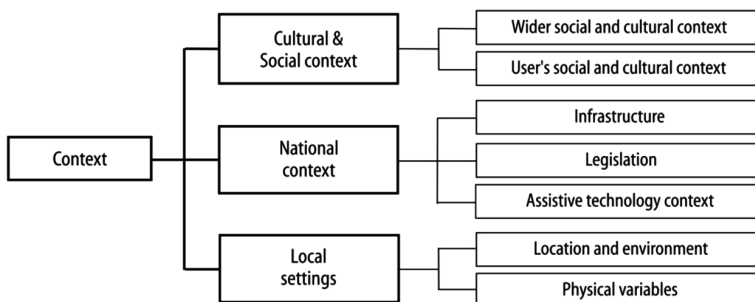 Context
Cultural &
Social context
Wider social and cultural context
User's social and cultural context
National
context
Infrastructure
Legislation
Assistive technology context
Local
settings
Location and environment
Physical variables